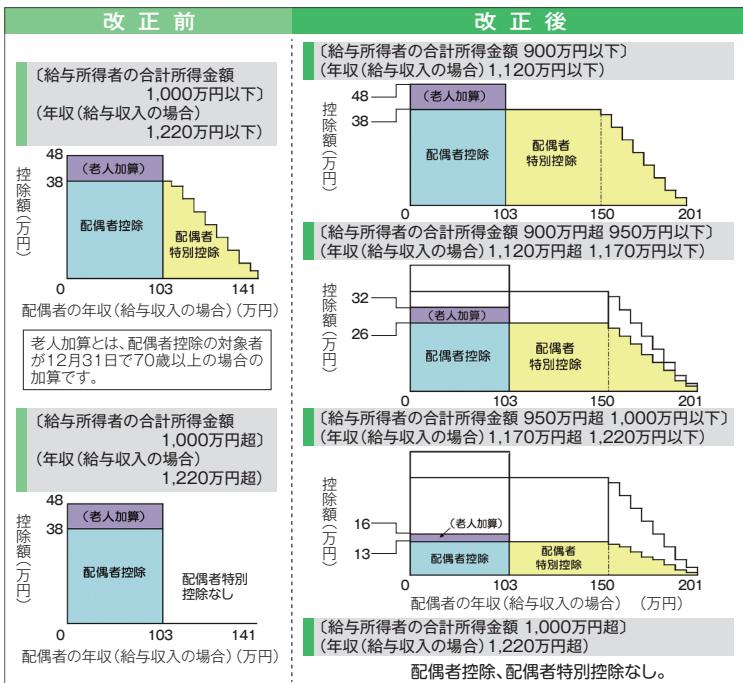 改正前
〔給与所得者の合計所得金額
1,000万円以下〕
(年収(給与収入の場合)
1,220万円以下)
控除額(万円)
48
38
(老人加算)
配偶者控除
配偶者
特別控除
0
103
141
配偶者の年収(給与収入の場合)(万円)
老人加算とは、配偶者控除の対象者
が12月31日で70歳以上の場合の
加算です。
〔給与所得者の合計所得金額
1,000万円超〕
(年収(給与収入の場合)
1,220万円超)
控除額(万円)
48
38
(老人加算)
配偶者控除
配偶者特別
控除なし
0
103
141
配偶者の年収(給与収入の場合)(万円)
改正後
〔給与所得者の合計所得金額 900万円以下〕
(年収(給与収入の場合)1,120万円以下)
控除額(万円)
48
38
(老人加算)
配偶者控除
配偶者
特別控除
0
103
150
201
〔給与所得者の合計所得金額 900万円超 950万円以下〕
(年収(給与収入の場合)1,120万円超 1,170万円以下)
控除額(万円)
32
26
(老人加算)
配偶者控除
配偶者
特別控除
0
103
150
201
〔給与所得者の合計所得金額 950万円超 1,000万円以下〕
(年収(給与収入の場合)1,170万円超 1,220万円以下)
控除額(万円)
16
13
(老人加算)
配偶者控除
配偶者
特別控除
0
103
150
201
配偶者の年収(給与収入の場合) (万円)
〔給与所得者の合計所得金額 1,000万円超〕
(年収(給与収入の場合)1,220万円超)
配偶者控除、配偶者特別控除なし。